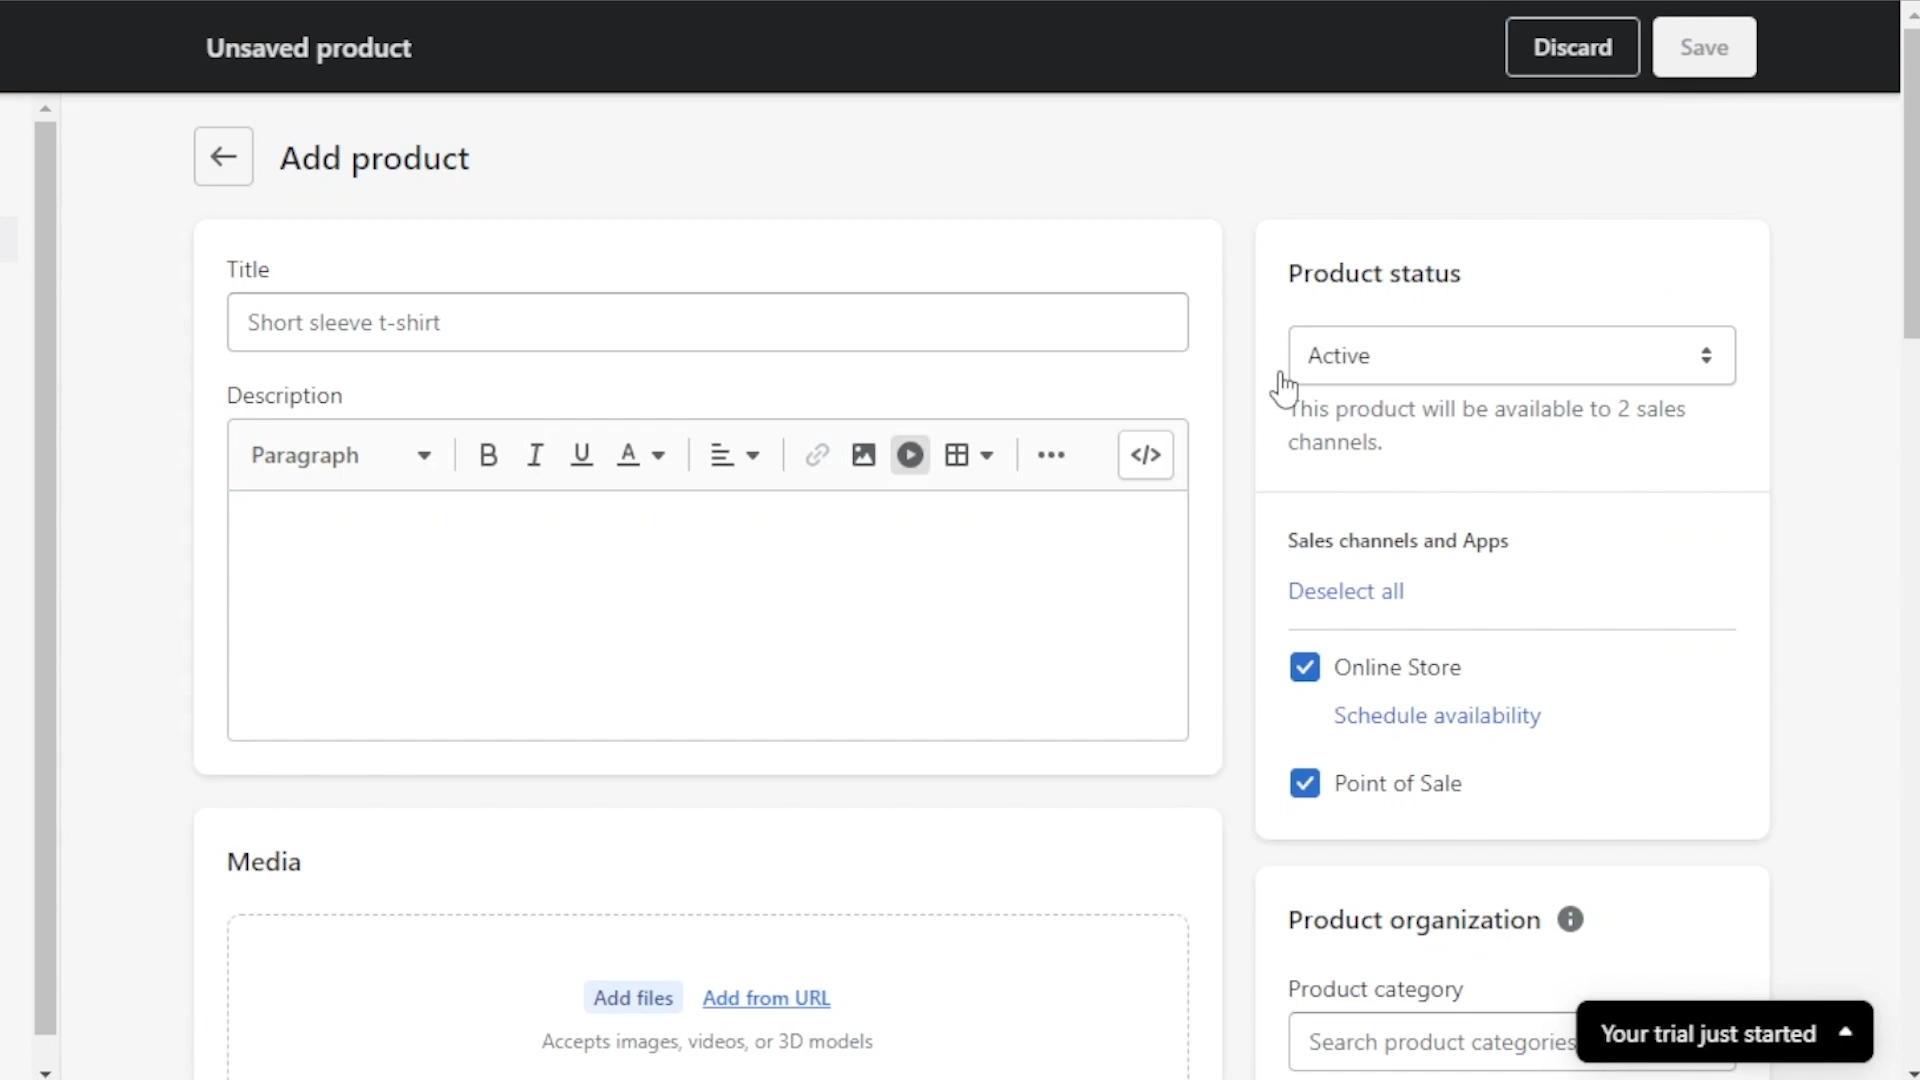 Unsaved product
Discard
Save
Add product
Title
Short sleeve t-shirt
Description
Paragraph
B I U A
</>
Media
Add files Add from URL
Accepts images, videos, or 3D models
Product status
Active
This product will be available to 2 sales
channels.
Sales channels and Apps
Deselect all
Online Store
Schedule availability
Point of Sale
Product organization
Product category
Search product categories
Your trial just started